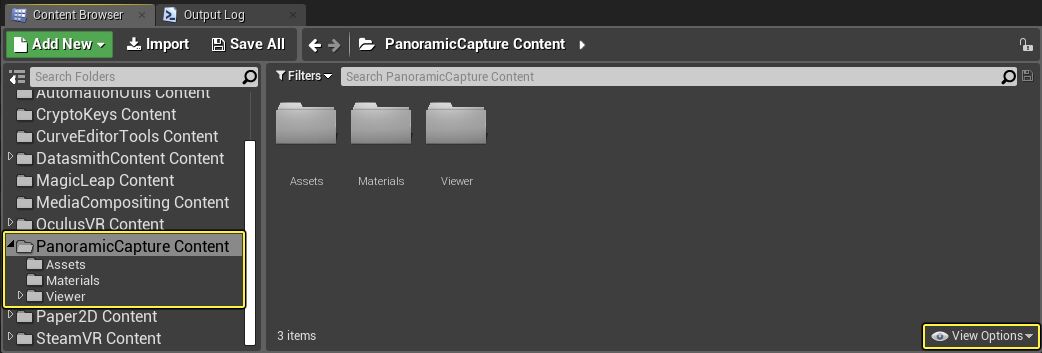 Content Browser
Output Log
Add New
Import
Save All
PanoramicCapture Content
Search Folders
Filters
Search PanoramicCapture Content
AutomationUtils Content
CryptoKeys Content
CurveEditorTools Content
DatasmithContent Content
MagicLeap Content
MediaCompositing Content
OculusVR Content
PanoramicCapture Content
Assets
Materials
Viewer
Paper2D Content
SteamVR Content
Assets
Materials
Viewer
3 items
View Options